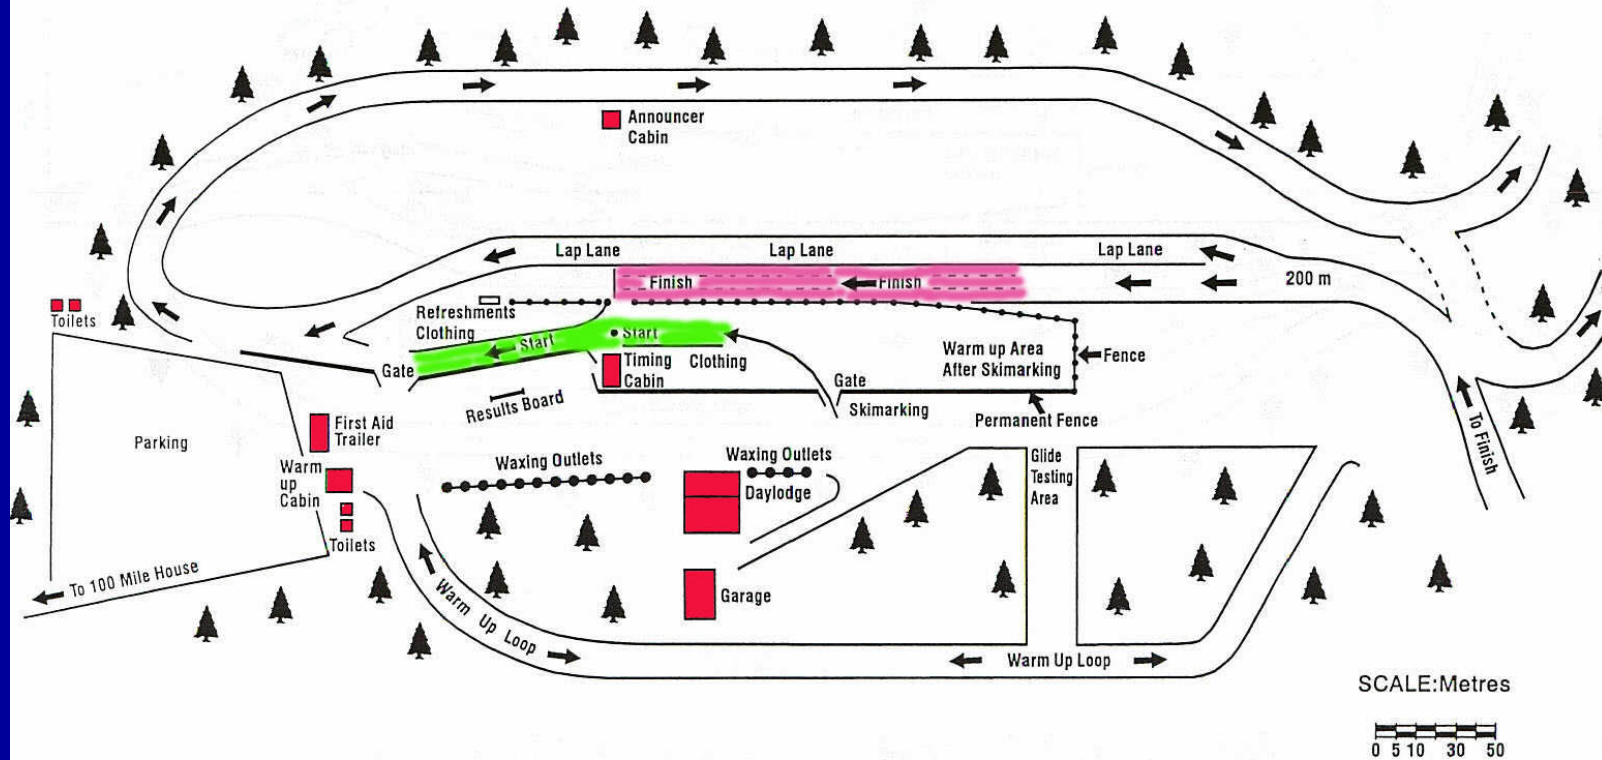 Announcer
Cabin
Lap Lane
Lap Lane
Lap Lane
Finish
Finish
200 m
Toilets
Refreshments
Clothing
Start
Start
Gate
Timing
Cabin
Clothing
Warm up Area
After Skimarking
Fence
Gate
Skimarking
Permanent Fence
Results Board
First Aid
Trailer
Parking
Warm
up
Cabin
Toilets
To 100 Mile House
Waxing Outlets
Waxing Outlets
Daylodge
Garage
Glide
Testing
Area
To Finish
Warm Up Loop
Warm Up Loop
SCALE:Metres
0 5 10 30 50